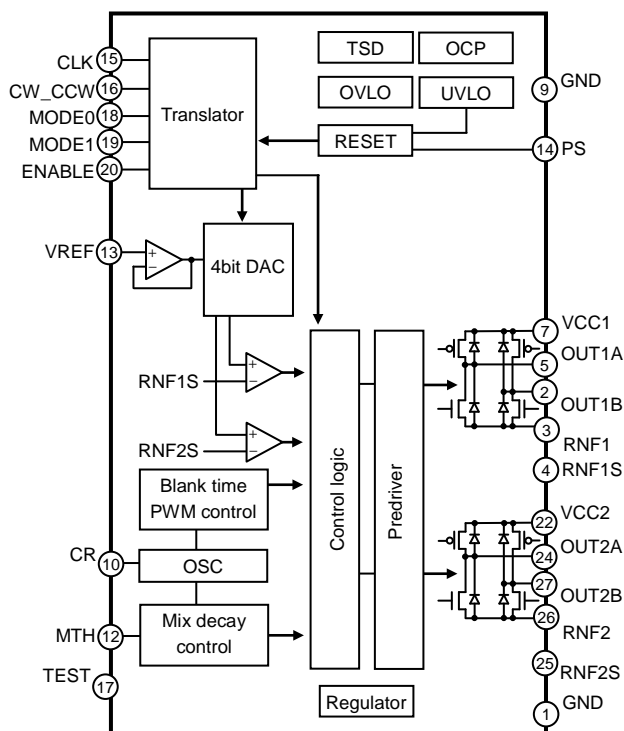 TSD
OCP
OVLO
UVLO
RESET
15
CLK
16
CW_CCW
18
MODE0
19
MODE1
20
ENABLE
Translator
9
GND
14
PS
VREF
13
+
−
4bit DAC
RNF1S
+
−
RNF2S
+
−
Blank time
PWM control
CR
10
OSC
MTH
12
Mix decay
control
TEST
17
Control logic
Predriver
Regulator
7
VCC1
5
OUT1A
2
OUT1B
3
RNF1
4
RNF1S
22
VCC2
24
OUT2A
27
OUT2B
26
RNF2
25
RNF2S
1
GND